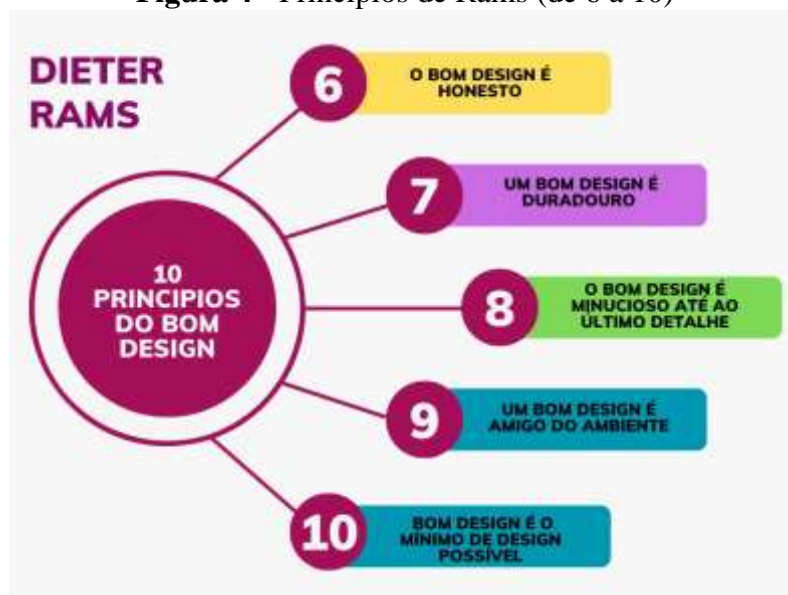 Figura 4 - Princípios de Rams (de 6 a 10)
DIETER
RAMS
10
PRINCIPIOS
DO BOM
DESIGN
6
O BOM DESIGN É
HONESTO
7
UM BOM DESIGN É
DURADOURO
8
O BOM DESIGN É
MINUCIOSO ATÉ AO
ÚLTIMO DETALHE
9
UM BOM DESIGN É
AMIGO DO AMBIENTE
10
BOM DESIGN É O
MÍNIMO DE DESIGN
POSSÍVEL